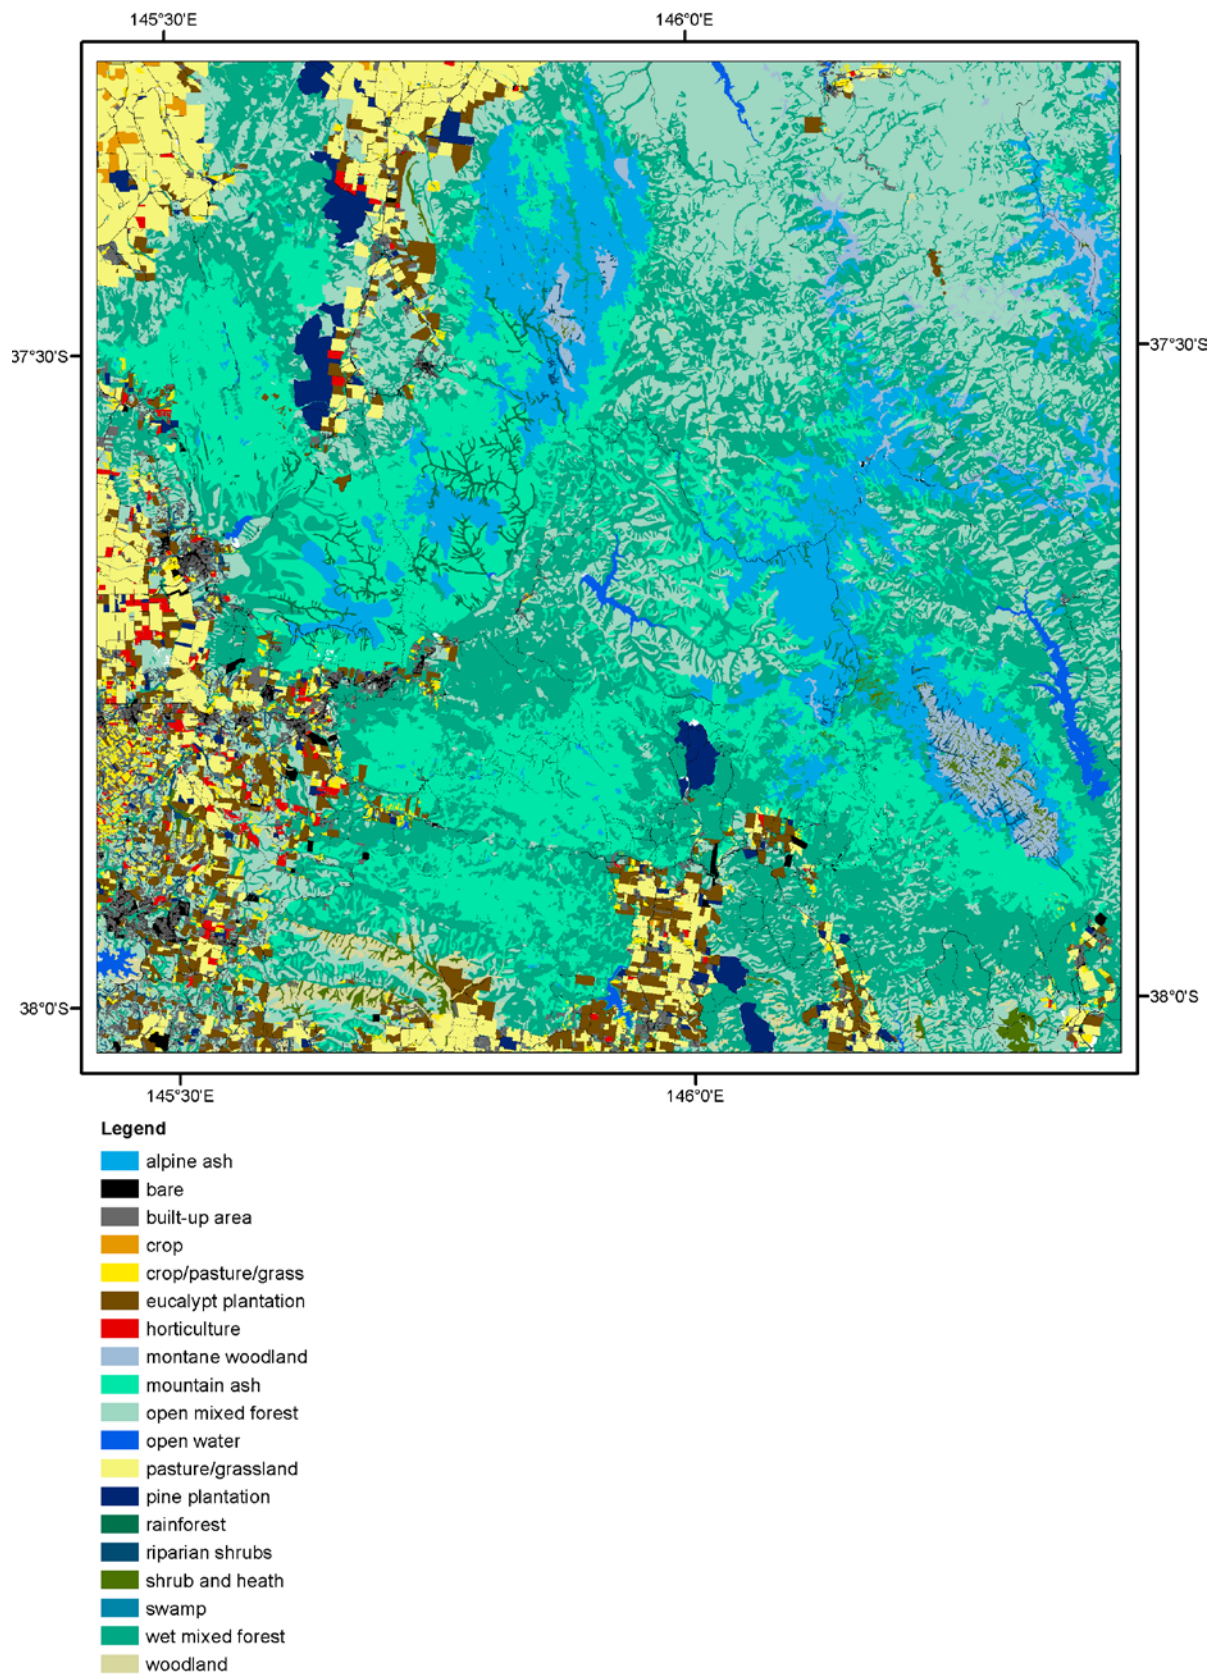 145°30'E 146°0'E
37°30'S 37°30'S
38°0'S 38°0'S
145°30'E 146°0'E
Legend
alpine ash
bare
built-up area
crop
crop/pasture/grass
eucalypt plantation
horticulture
montane woodland
mountain ash
open mixed forest
open water
pasture/grassland
pine plantation
rainforest
riparian shrubs
shrub and heath
swamp
wet mixed forest
woodland